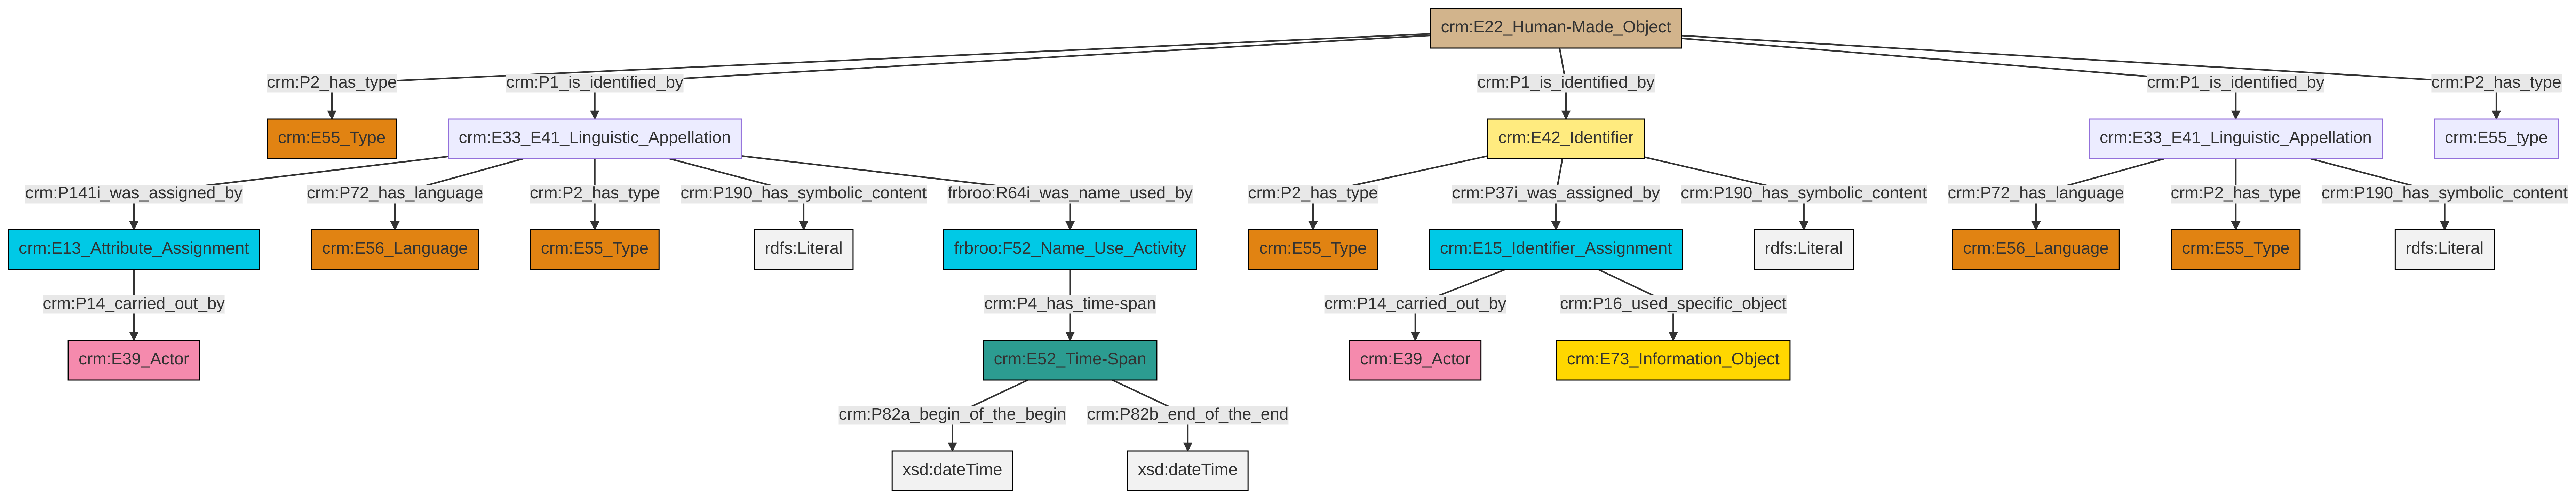 crm:E22_Human-Made_Object
crm:P2_has_type
crm:P1_is_identified_by
crm:P1_is_identified_by
crm:P1_is_identified_by
crm:P2_has_type
crm:E55_Type
crm:E33_E41_Linguistic_Appellation
crm:E42_Identifier
crm:E33_E41_Linguistic_Appellation
crm:E55_type
crm:P141i_was_assigned_by
crm:P72_has_language
crm:P2_has_type
crm:P190_has_symbolic_content
frbroo:R64i_was_name_used_by
crm:P2_has_type
crm:P37i_was_assigned_by
crm:P190_has_symbolic_content
crm:P72_has_language
crm:P2_has_type
crm:P190_has_symbolic_content
crm:E13_Attribute_Assignment
crm:E56_Language
crm:E55_Type
rdfs:Literal
frbroo:F52_Name_Use_Activity
crm:E55_Type
crm:E15_Identifier_Assignment
rdfs:Literal
crm:E56_Language
crm:E55_Type
rdfs:Literal
crm:P14_carried_out_by
crm:P4_has_time-span
crm:P14_carried_out_by
crm:P16_used_specific_object
crm:E39_Actor
crm:E52_Time-Span
crm:E39_Actor
crm:E73_Information_Object
crm:P82a_begin_of_the_begin
crm:P82b_end_of_the_end
xsd:dateTime
xsd:dateTime